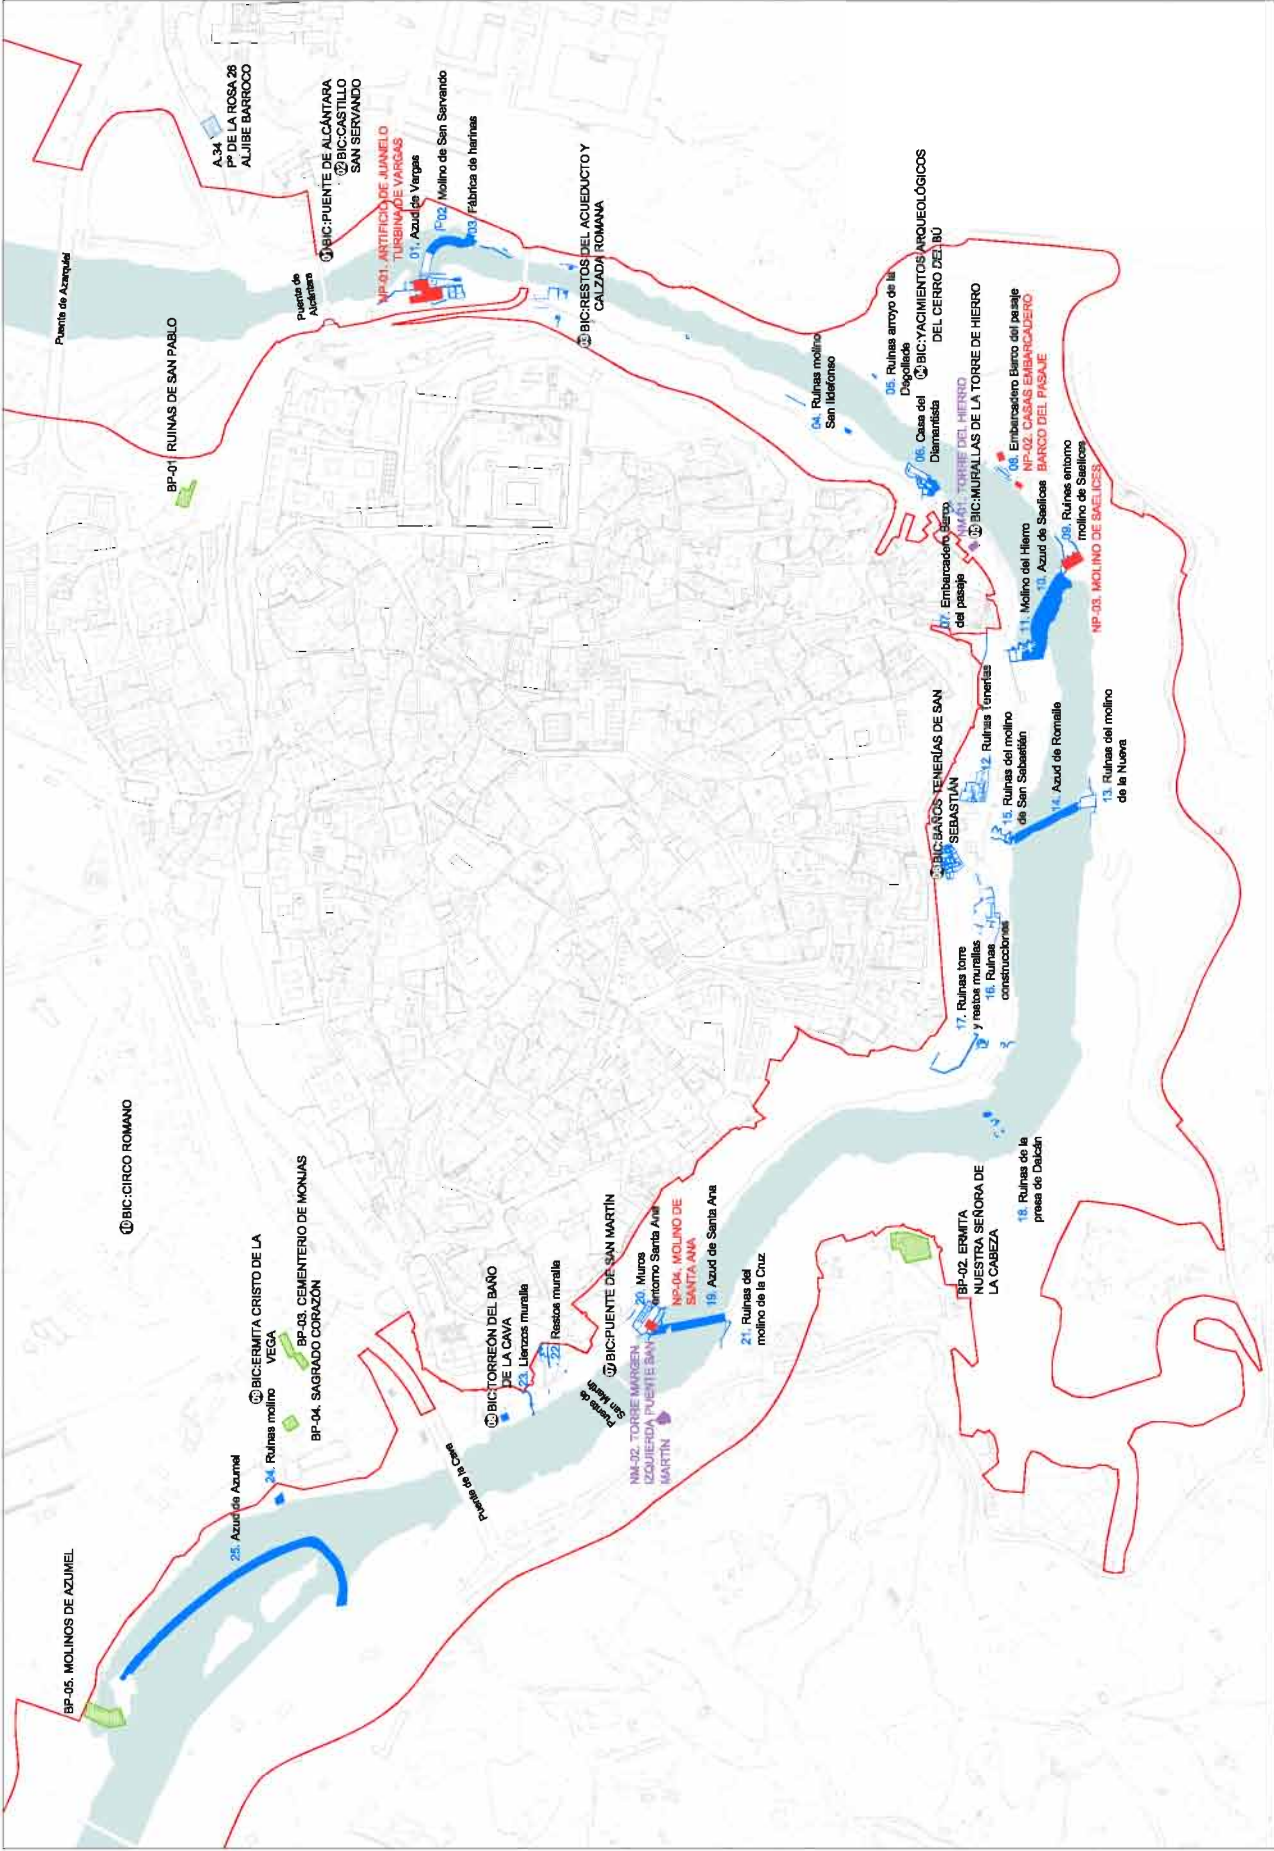 BP-05. MOLINOS DE AZUMEL
25. Azud de Azumel
24. Ruinas molino
09 BIC:ERMITA CRISTO DE LA
VEGA
BP-03. CEMENTERIO DE MONJAS
BP-04. SAGRADO CORAZÓN
10 BIC:CIRCO ROMANO
Puente de la Cava
08 BIC:TORREÓN DEL BAÑO
DE LA CAVA
23. Lienzos muralla
22. Restos muralla
Puente de
San Martín
07 BIC:PUENTE DE SAN MARTÍN
NM-02. TORRE MARGEN
IZQUIERDA PUENTE SAN
MARTÍN
20. Muros
entorno Santa Ana
NP-04. MOLINO DE
SANTA ANA
19. Azud de Santa Ana
21. Ruinas del
molino de la Cruz
BP-02. ERMITA
NUESTRA SEÑORA DE
LA CABEZA
18. Ruinas de la
presa de Daicán
17. Ruinas torre
y restos murallas
16. Ruinas
construcciones
06 BIC:BAÑOS TENERÍAS DE SAN
SEBASTIÁN
12. Ruinas Tenerías
15. Ruinas del molino
de San Sebastián
14. Azud de Romaile
13. Ruinas del molino
de la Nueva
07. Embarcadero Barco
del pasaje
NM-01. TORRE DEL HIERRO
05 BIC:MURALLAS DE LA TORRE DE HIERRO
11. Molino del Hierro
10. Azud de Saelices
09. Ruinas entorno
molino de Saelices
NP-03. MOLINO DE SAELICES
08. Embarcadero Barco del pasaje
NP-02. CASAS EMBARCADERO
BARCO DEL PASAJE
06. Casa del
Diamantista
05. Ruinas arroyo de la
Degollada
04 BIC:YACIMIENTOS ARQUEOLÓGICOS
DEL CERRO DEL BÚ
04. Ruinas molino
San Ildefonso
03 BIC:RESTOS DEL ACUEDUCTO Y
CALZADA ROMANA
BP-01. RUINAS DE SAN PABLO
Puente de Azarquiel
Puente de
Alcántara
NP-01. ARTIFICIO DE JUANELO
TURBINA DE VARGAS
01. Azud de Vargas
02. Molino de San Servando
03. Fábrica de harinas
01 BIC:PUENTE DE ALCÁNTARA
02 BIC:CASTILLO
SAN SERVANDO
A.34
Pº DE LA ROSA 26
ALJIBE BARROCO